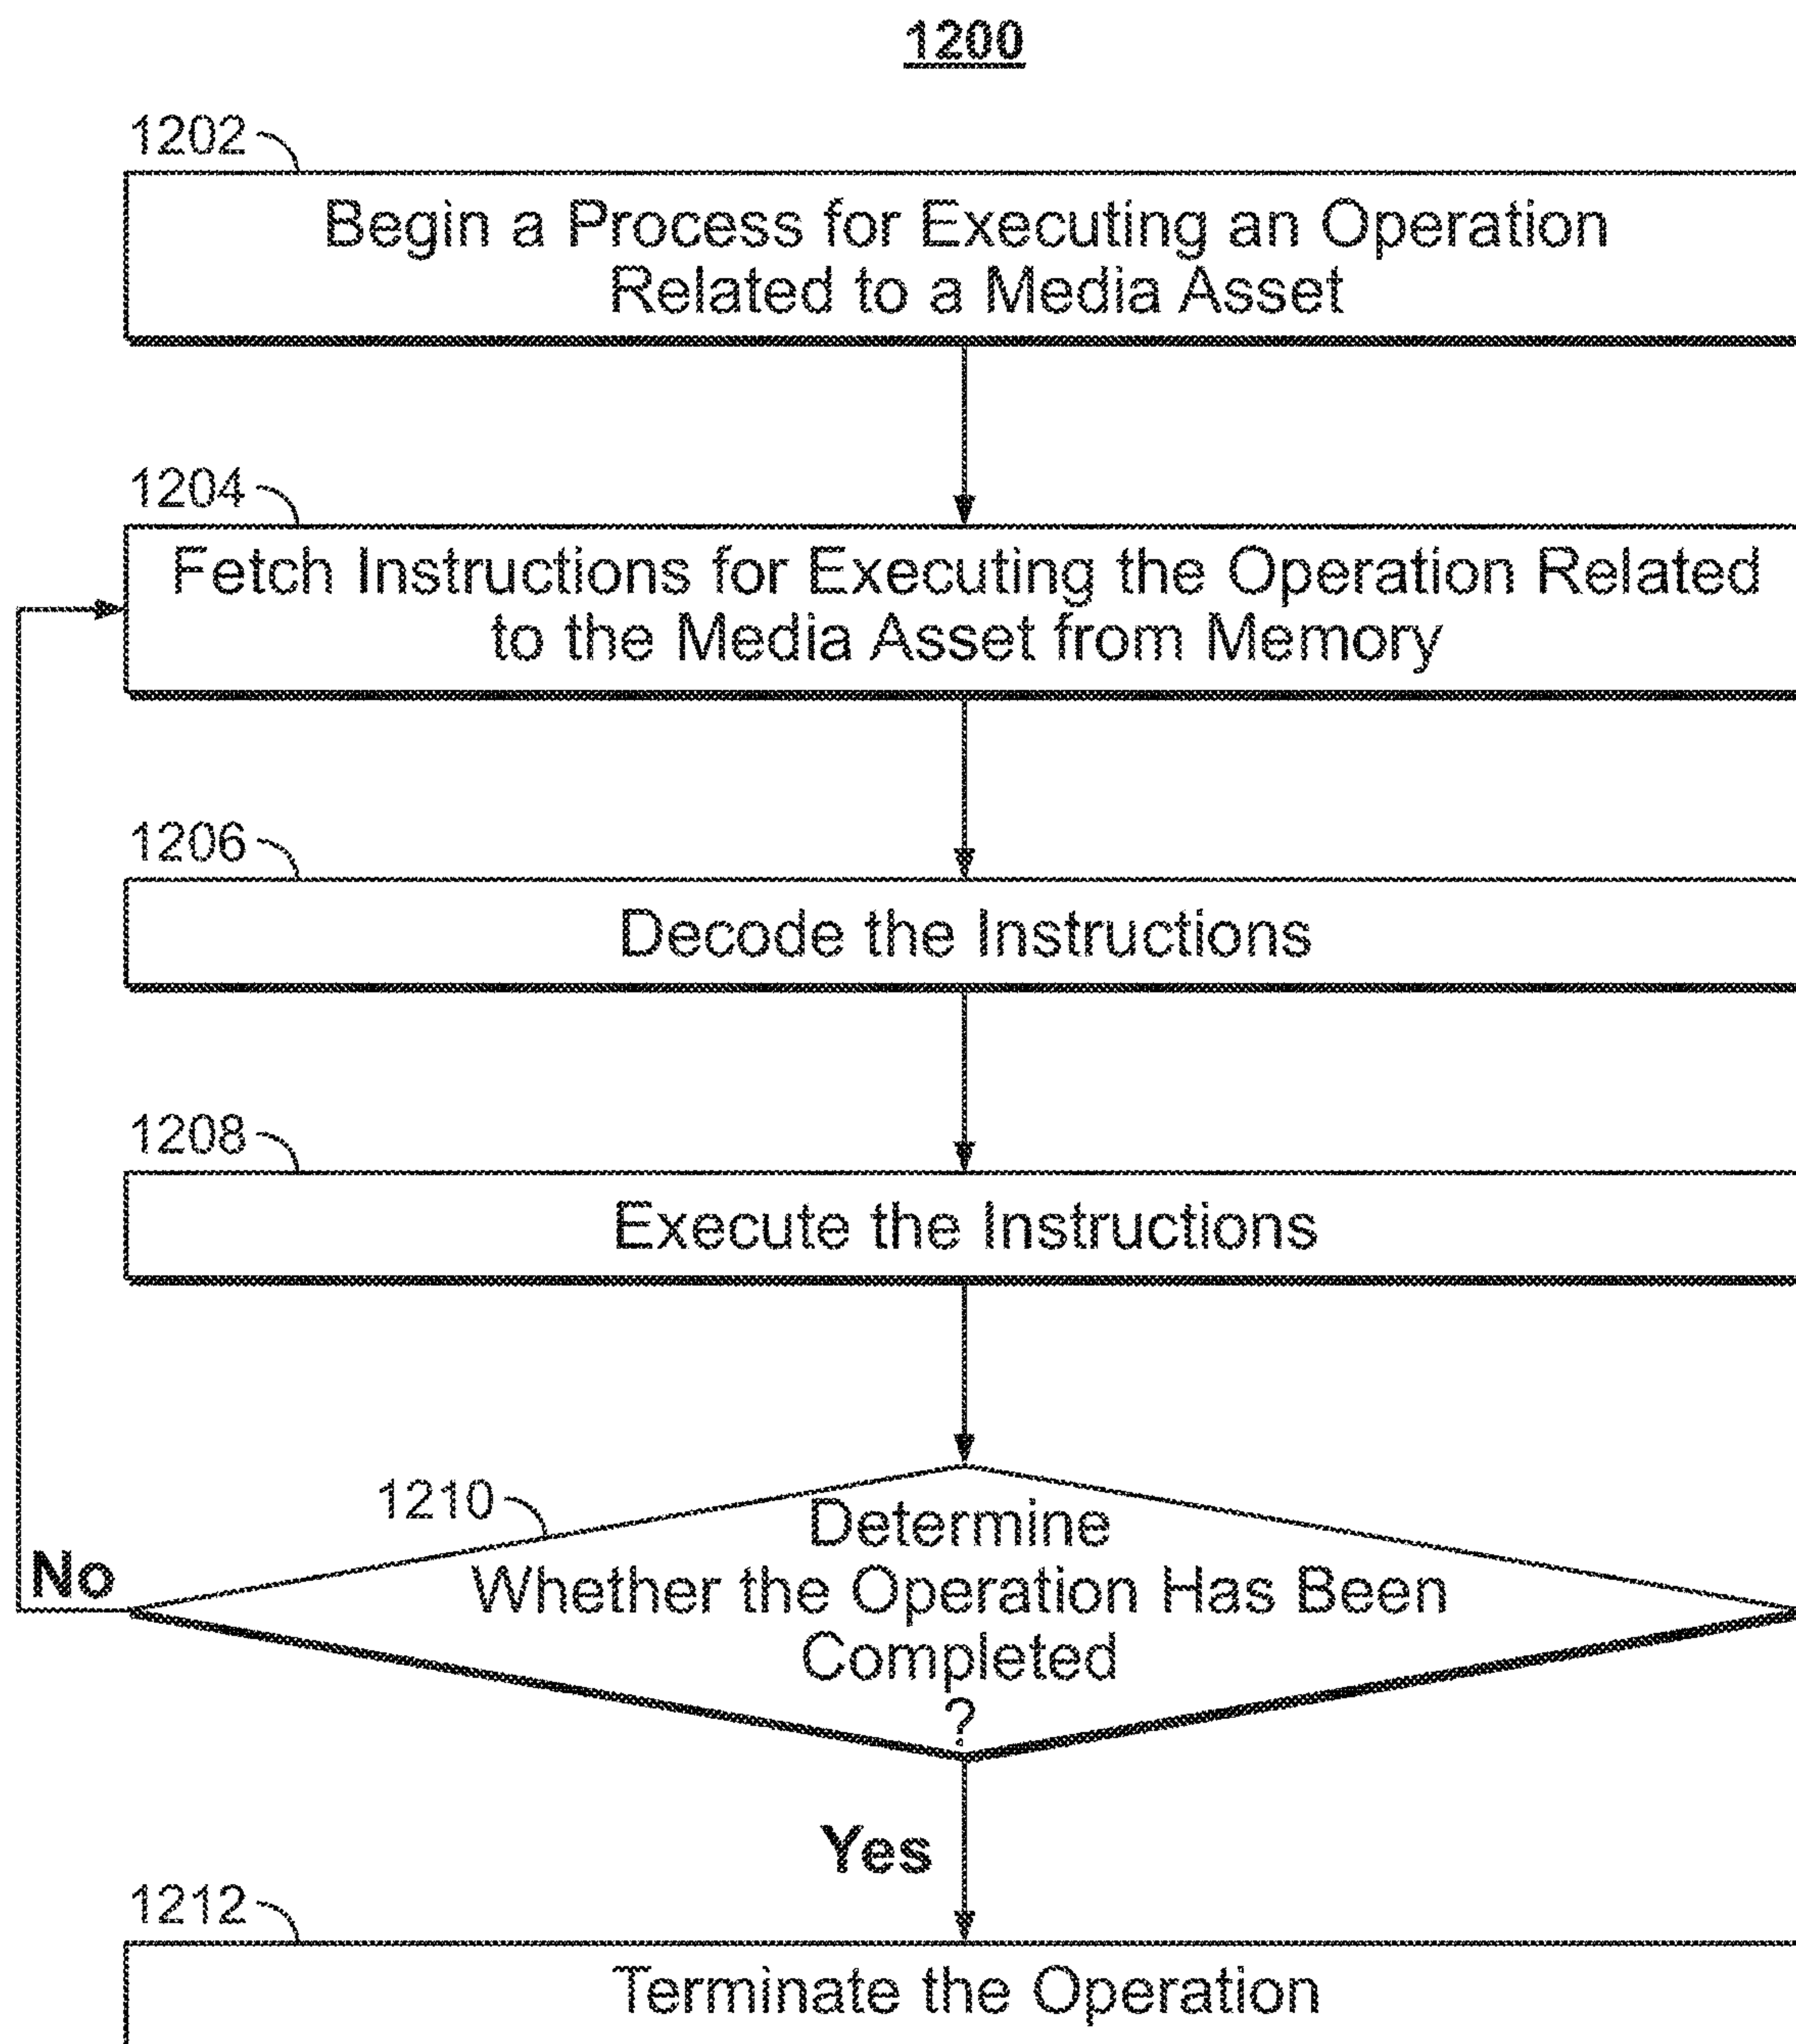 1200
1202
Begin a Process for Executing an Operation
Related to a Media Asset
1204
Fetch Instructions for Executing the Operation Related
to the Media Asset from Memory
1206
Decode the Instructions
1208
Execute the Instructions
1210
Determine
Whether the Operation Has Been
Completed
?
No
Yes
1212
Terminate the Operation